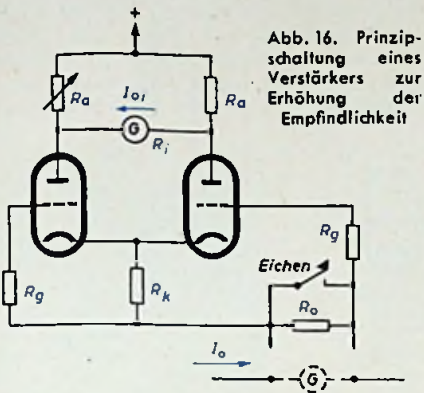 +
Abb. 16. Prinzip-
schaltung eines
Verstärkers zur
Erhöhung der
Empfindlichkeit
Ra
I01
Ra
G
Ri
Rg
Eichen
Rg
Rk
Ro
Io
G